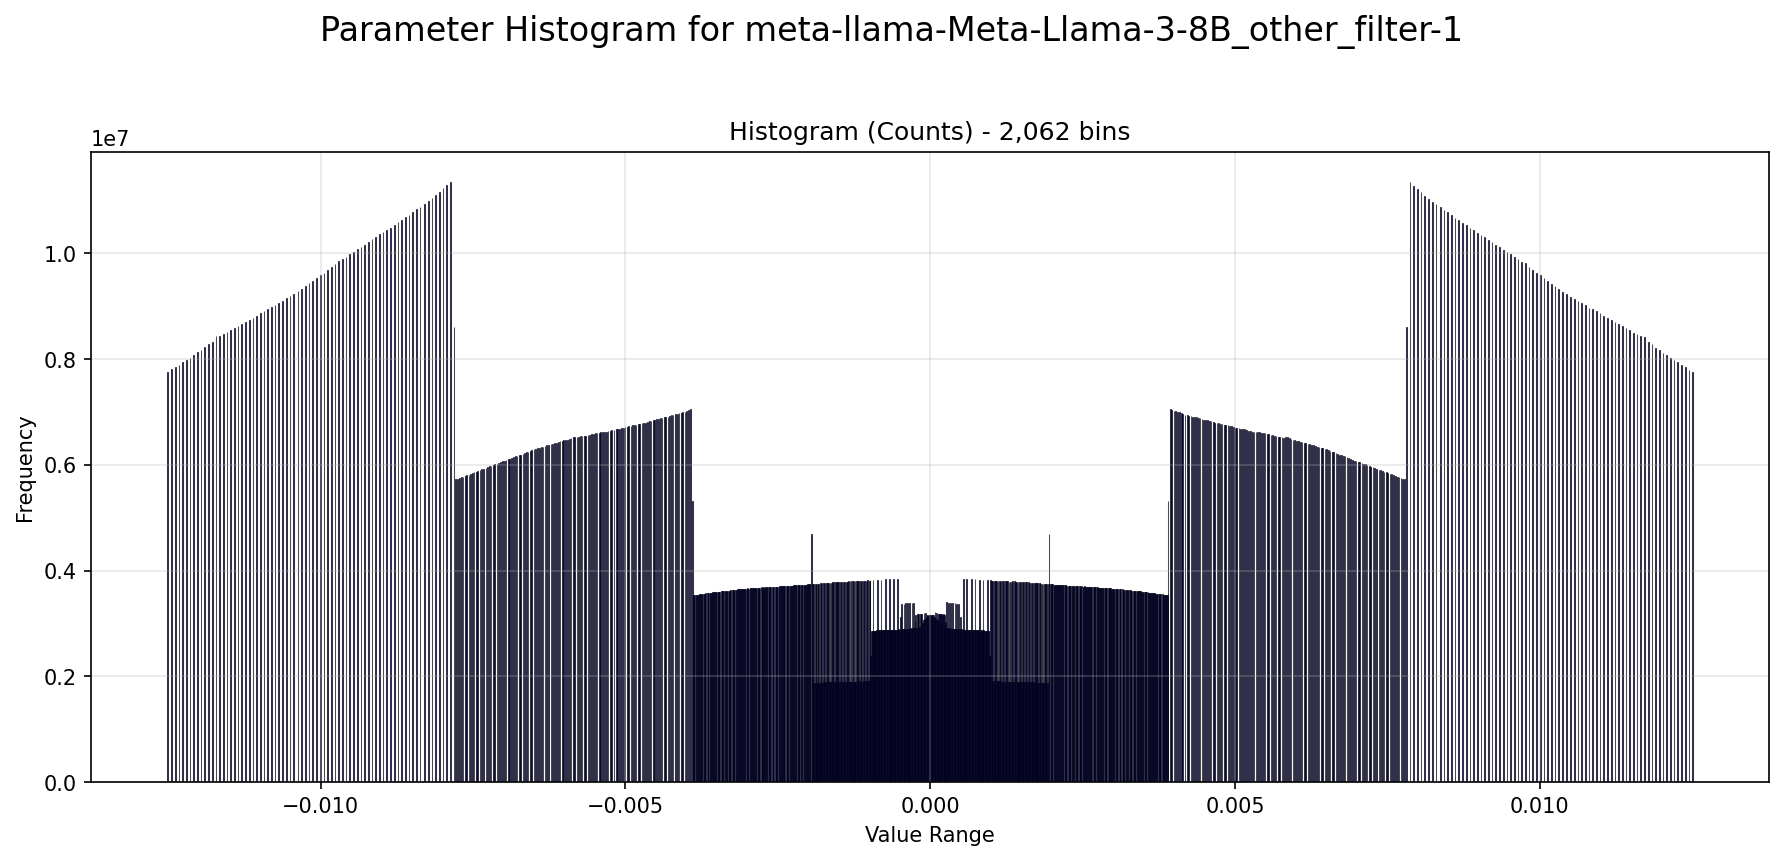 Parameter Histogram for meta-llama-Meta-Llama-3-8B_other_filter-1
Histogram (Counts) - 2,062 bins
1e7
1.0
0.8
0.6
0.4
0.2
0.0
Frequency
−0.010 −0.005 0.000 0.005 0.010
Value Range